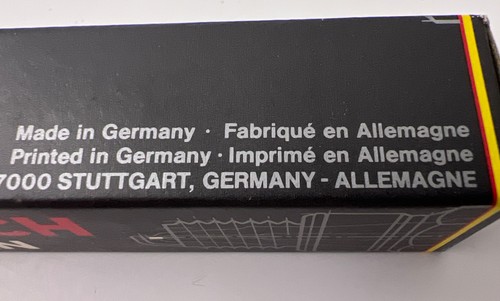 Made in Germany · Fabriqué en Allemagne
Printed in Germany · Imprimé en Allemagne
7000 STUTTGART, GERMANY - ALLEMAGNE